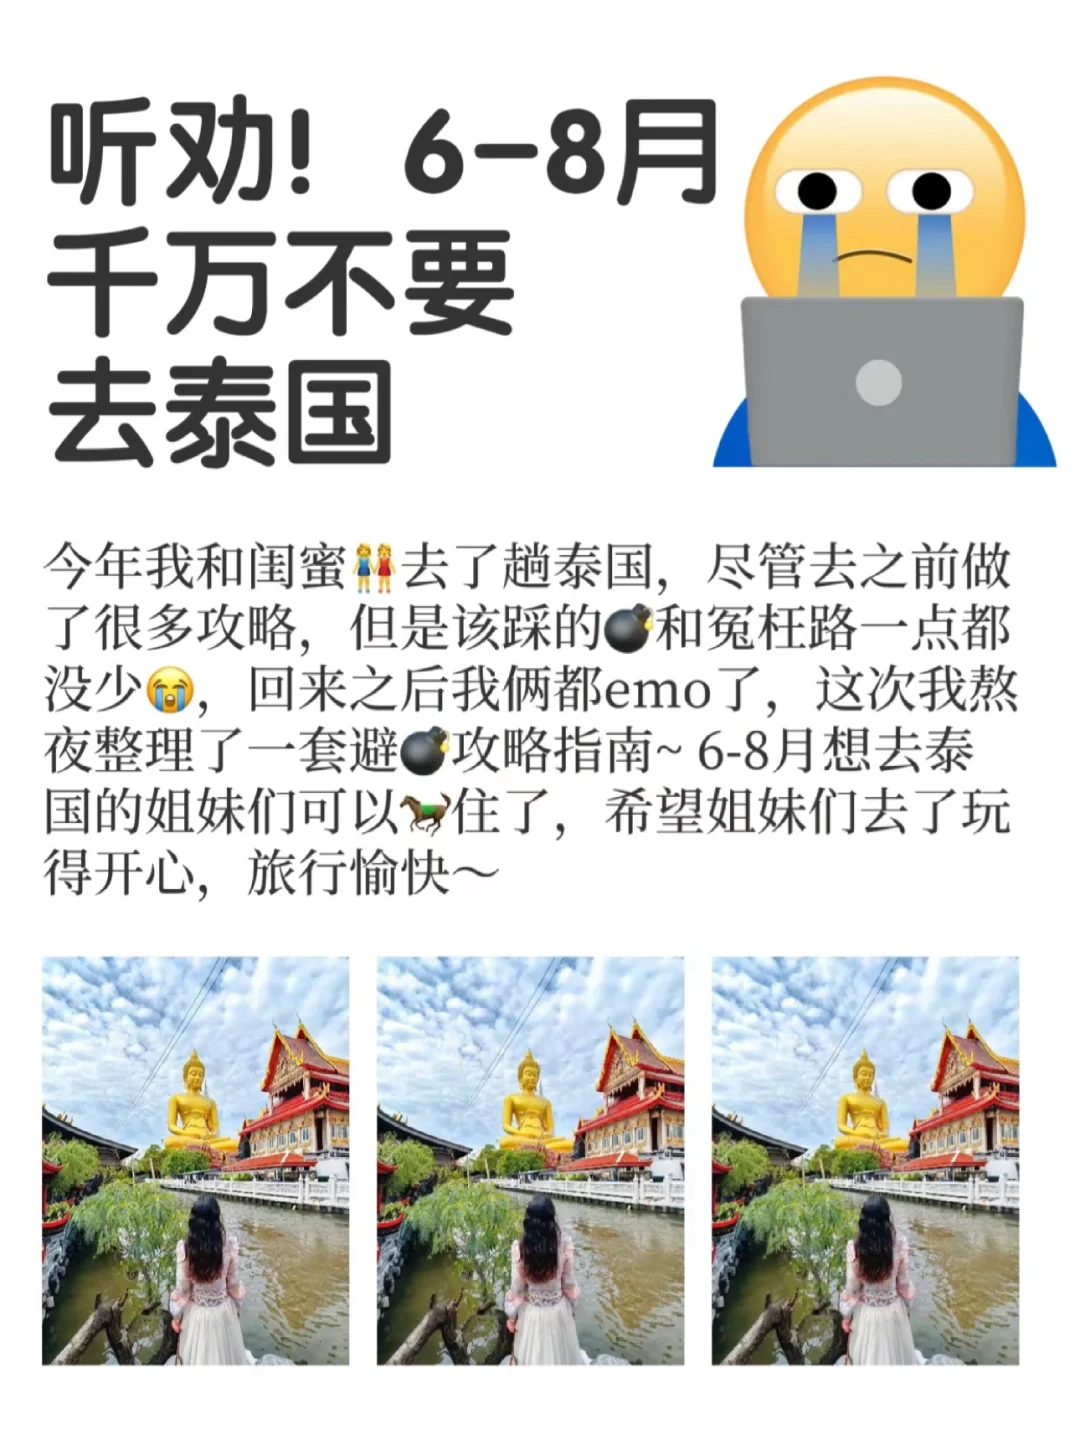 听劝！ 6-8月
千万不要
去泰国
今年我和闺蜜👭去了趟泰国，尽管去之前做
了很多攻略，但是该踩的💣和冤枉路一点都
没少😭，回来之后我俩都emo了，这次我熬
夜整理了一套避💣攻略指南~ 6-8月想去泰
国的姐妹们可以🐎住了，希望姐妹们去了玩
得开心，旅行愉快～